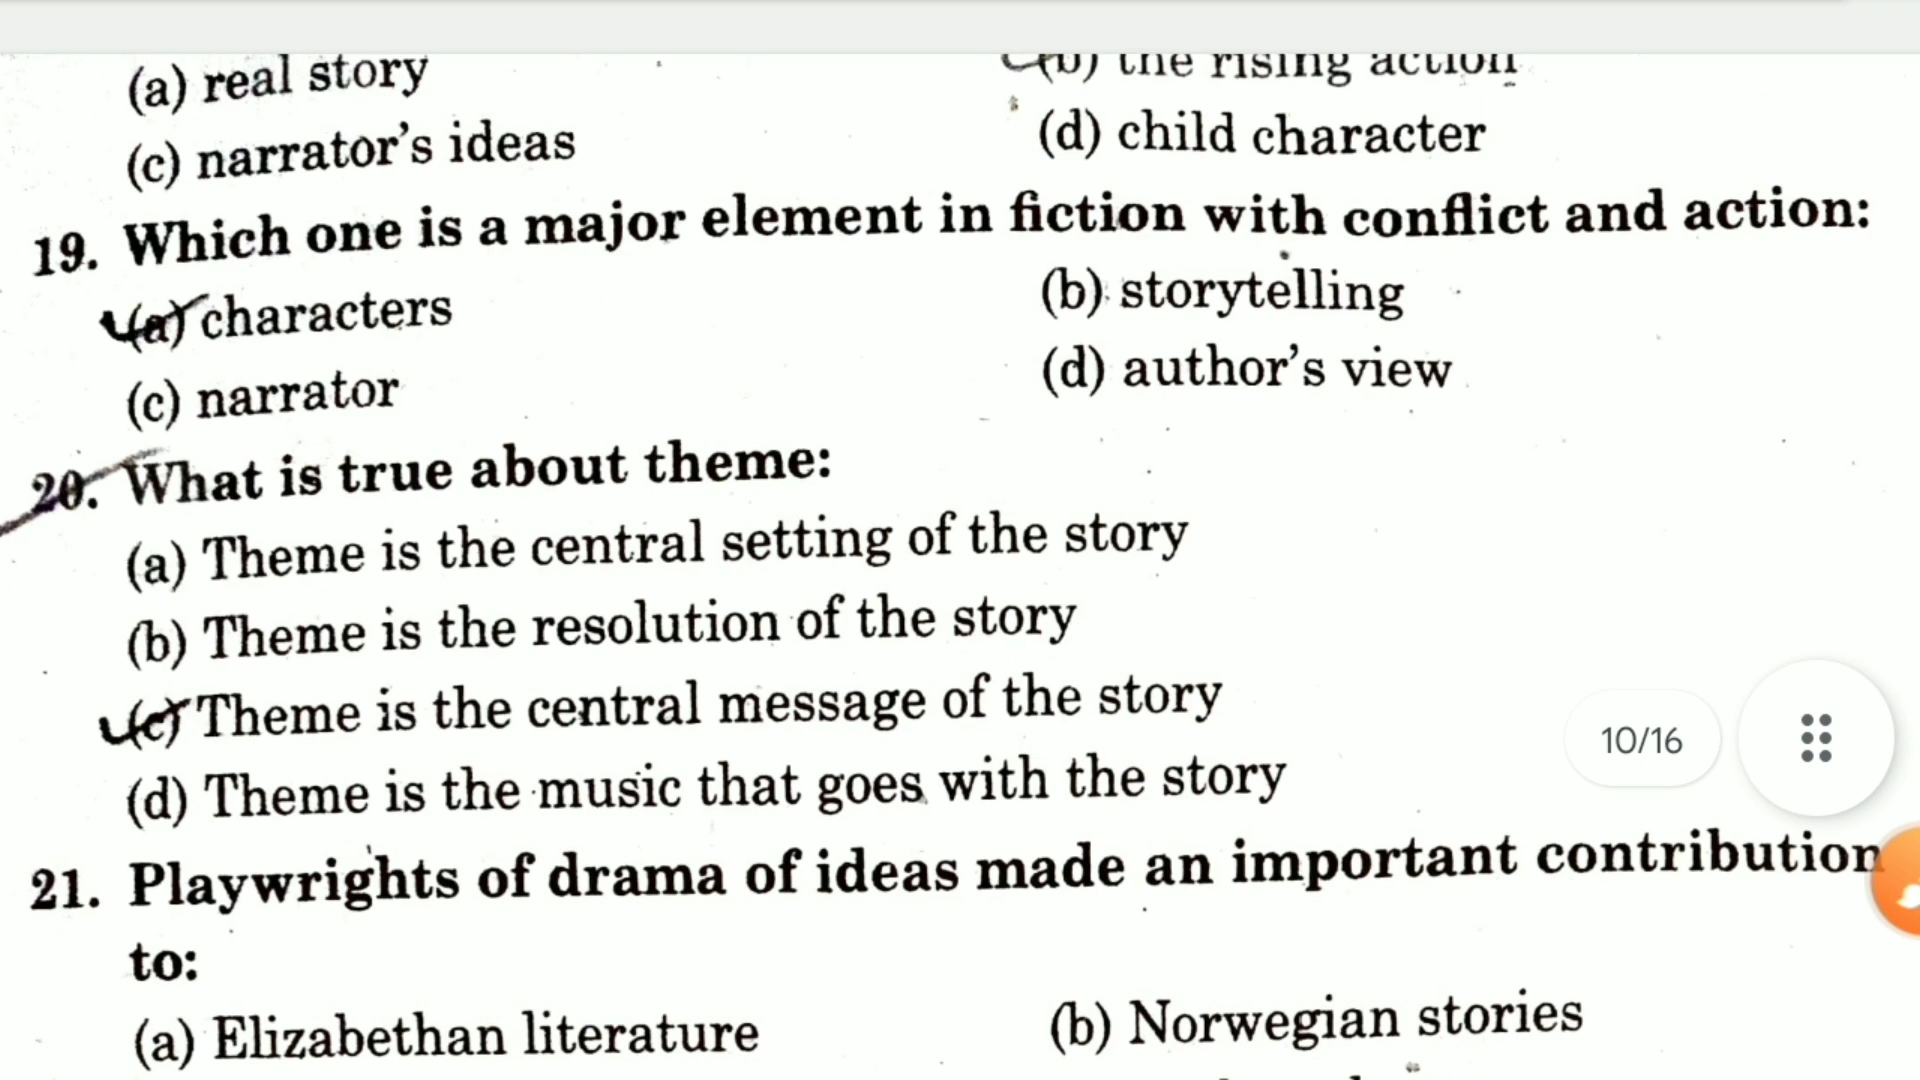 (a) real story
(b) the rising action
(c) narrator's ideas
(d) child character
19. Which one is a major element in fiction with conflict and action:
(a) characters
(b) storytelling
(c) narrator
(d) author's view
20. What is true about theme:
(a) Theme is the central setting of the story
(b) Theme is the resolution of the story
(c) Theme is the central message of the story
(d) Theme is the music that goes with the story
10/16
21. Playwrights of drama of ideas made an important contribution
to:
(a) Elizabethan literature
(b) Norwegian stories